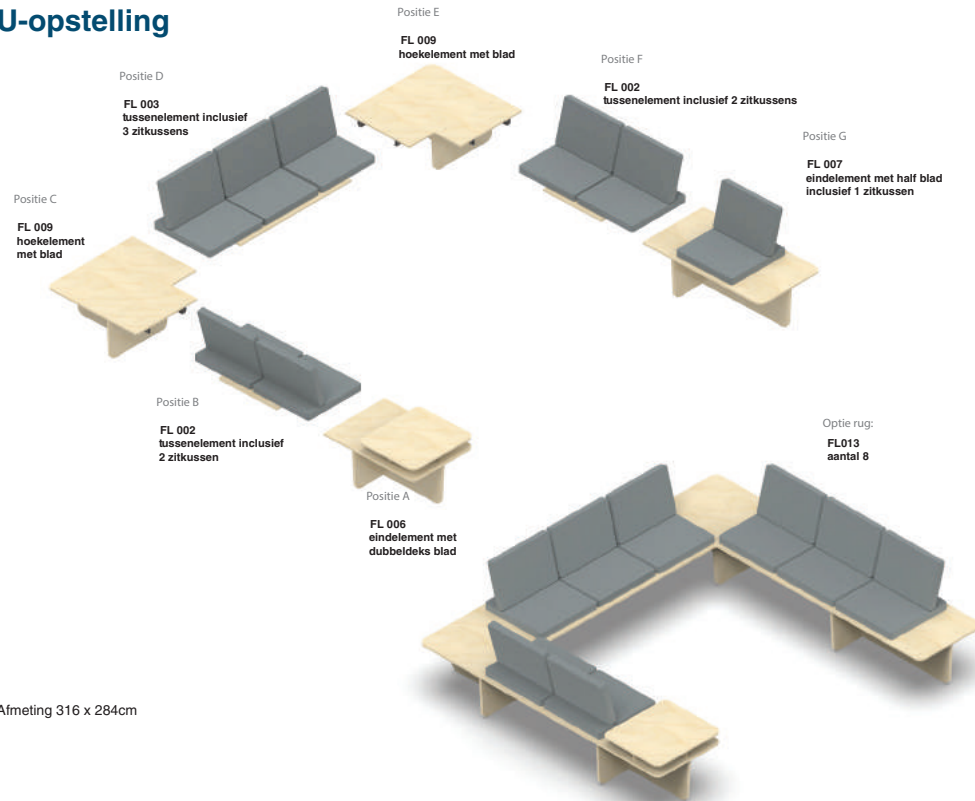 U-opstelling
Positie E
FL 009
hoekelement met blad
Positie F
FL 002
tussenelement inclusief 2 zitkussens
Positie D
FL 003
tussenelement inclusief
3 zitkussens
Positie G
FL 007
eindelement met half blad
inclusief 1 zitkussen
Positie C
FL 009
hoekelement
met blad
Positie B
FL 002
tussenelement inclusief
2 zitkussen
Positie A
FL 006
eindelement met
dubbeldeks blad
Optie rug:
FL013
aantal 8
Afmeting 316 x 284cm